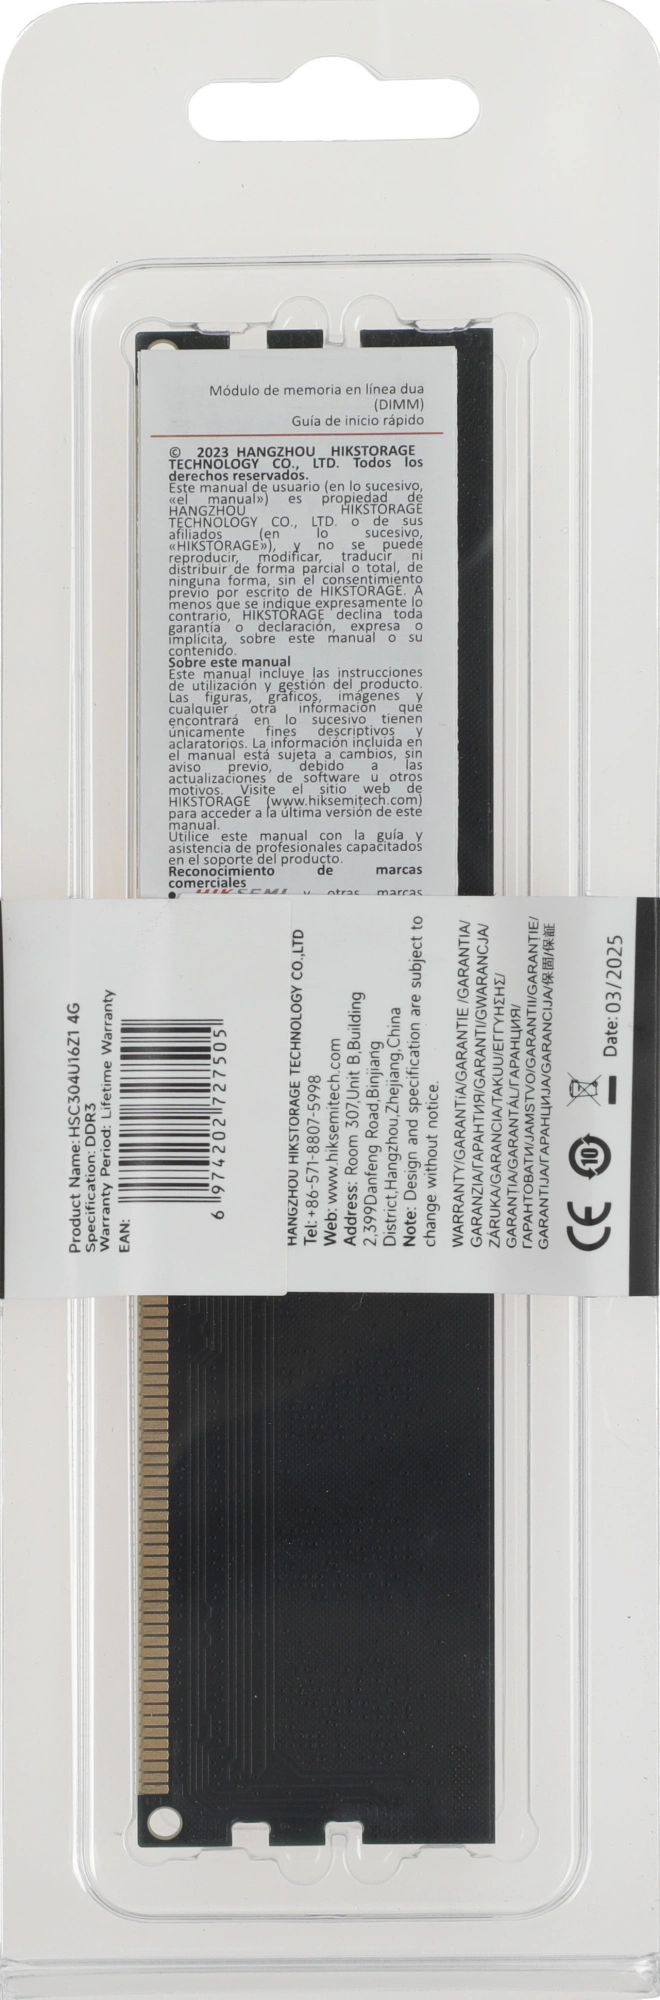 Módulo de memoria en línea dua
(DIMM)
Guía de inicio rápido
© 2023 HANGZHOU HIKSTORAGE
TECHNOLOGY CO., LTD. Todos los
derechos reservados.
Este manual de usuario (en lo sucesivo,
«el manual») es propiedad de
HANGZHOU HIKSTORAGE
TECHNOLOGY CO., LTD. o de sus
afiliados (en lo sucesivo,
«HIKSTORAGE»), y no se puede
reproducir, modificar, traducir ni
distribuir de forma parcial o total, de
ninguna forma, sin el consentimiento
previo por escrito de HIKSTORAGE. A
menos que se indique expresamente lo
contrario, HIKSTORAGE declina toda
garantía o declaración, expresa o
implícita, sobre este manual o su
contenido.
Sobre este manual
Este manual incluye las instrucciones
de utilización y gestión del producto.
Las figuras, gráficos, imágenes y
cualquier otra información que
encontrará en lo sucesivo tienen
únicamente fines descriptivos y
aclaratorios. La información incluida en
el manual está sujeta a cambios, sin
aviso previo, debido a las
actualizaciones de software u otros
motivos. Visite el sitio web de
HIKSTORAGE (www.hiksemitech.com)
para acceder a la última versión de este
manual.
Utilice este manual con la guía y
asistencia de profesionales capacitados
en el soporte del producto.
Reconocimiento de marcas
comerciales
● HIKSEMI y otras marcas
Product Name: HSC304U16Z1 4G
Specification: DDR3
Warranty Period: Lifetime Warranty
EAN:
6 974202 727505
HANGZHOU HIKSTORAGE TECHNOLOGY CO.,LTD
Tel: +86-571-8807-5998
Web: www.hiksemitech.com
Address: Room 307,Unit B,Building
2,399Danfeng Road,Binjiang
District,Hangzhou,Zhejiang,China
Note: Design and specification are subject to
change without notice.
WARRANTY/GARANTíA/GARANTIE /GARANTIA/
GARANZIA/ГАРАНТИЯ/GARANTI/GWARANCJA/
ZÁRUKA/GARANCIA/TAKUU/ΕΓΓΥΗΣΗΣ/
GARANTIA/GARANTÁL/ГАРАНЦИЯ/
ГАРАНТОВАТИ/JAMSTVO/GARANTII/GARANTIE/
GARANTIJA/ГАРАНЦИЈА/GARANCIJA/保固/保証
CE
10
Date: 03/2025